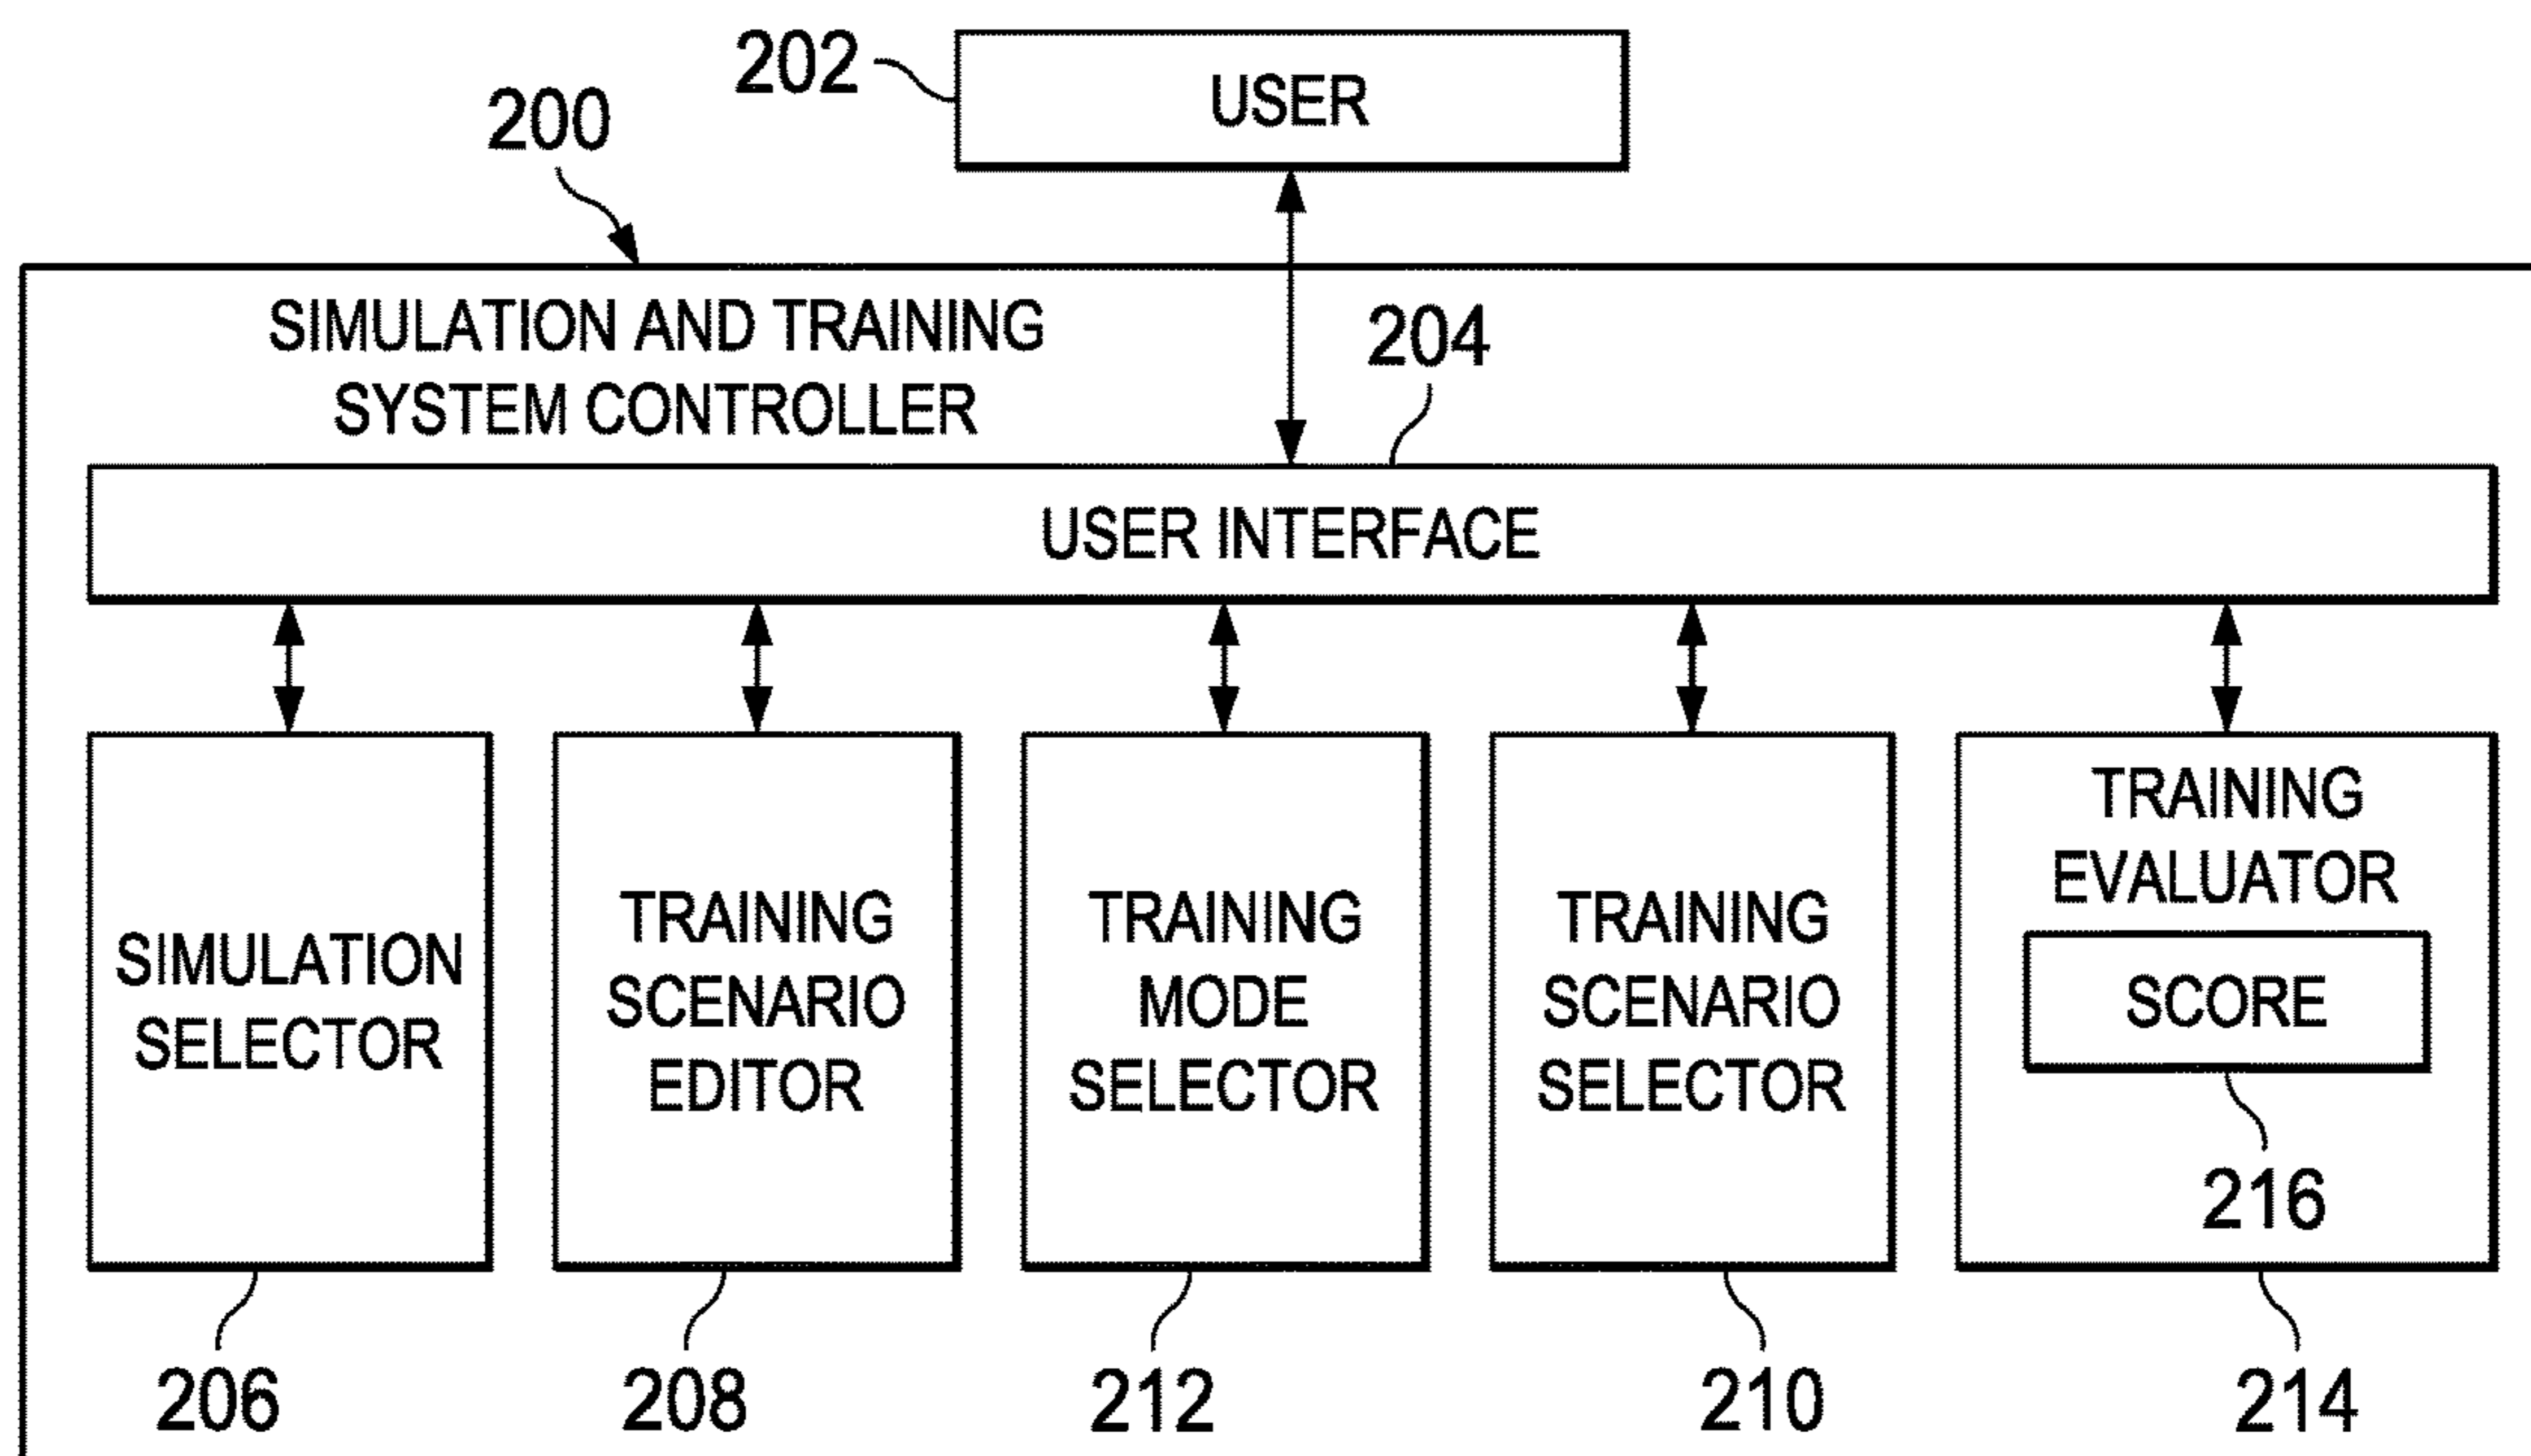 202
USER
200
SIMULATION AND TRAINING
SYSTEM CONTROLLER
204
USER INTERFACE
SIMULATION
SELECTOR
206
TRAINING
SCENARIO
EDITOR
208
TRAINING
MODE
SELECTOR
212
TRAINING
SCENARIO
SELECTOR
210
TRAINING
EVALUATOR
SCORE
216
214